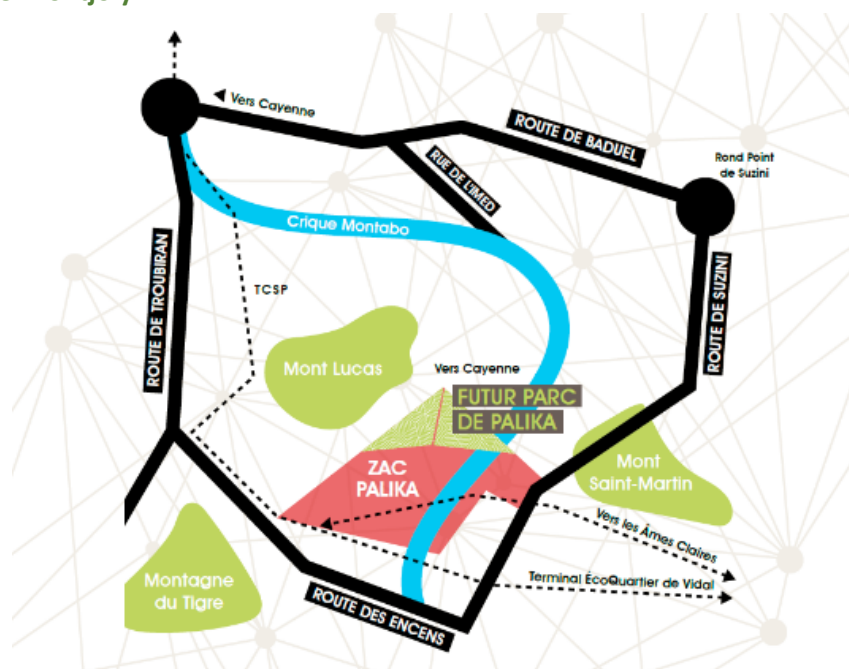 Vers Cayenne
ROUTE DE BADUEL
Rond Point
de Suzini
RUE DE L'IMED
Crique Montabo
ROUTE DE TROUBIRAN
TCSP
ROUTE DE SUZINI
Mont Lucas
Vers Cayenne
FUTUR PARC
DE PALIKA
ZAC
PALIKA
Mont
Saint-Martin
Vers les Âmes Claires
Terminal ÉcoQuartier de Vidal
Montagne
du Tigre
ROUTE DES ENCENS